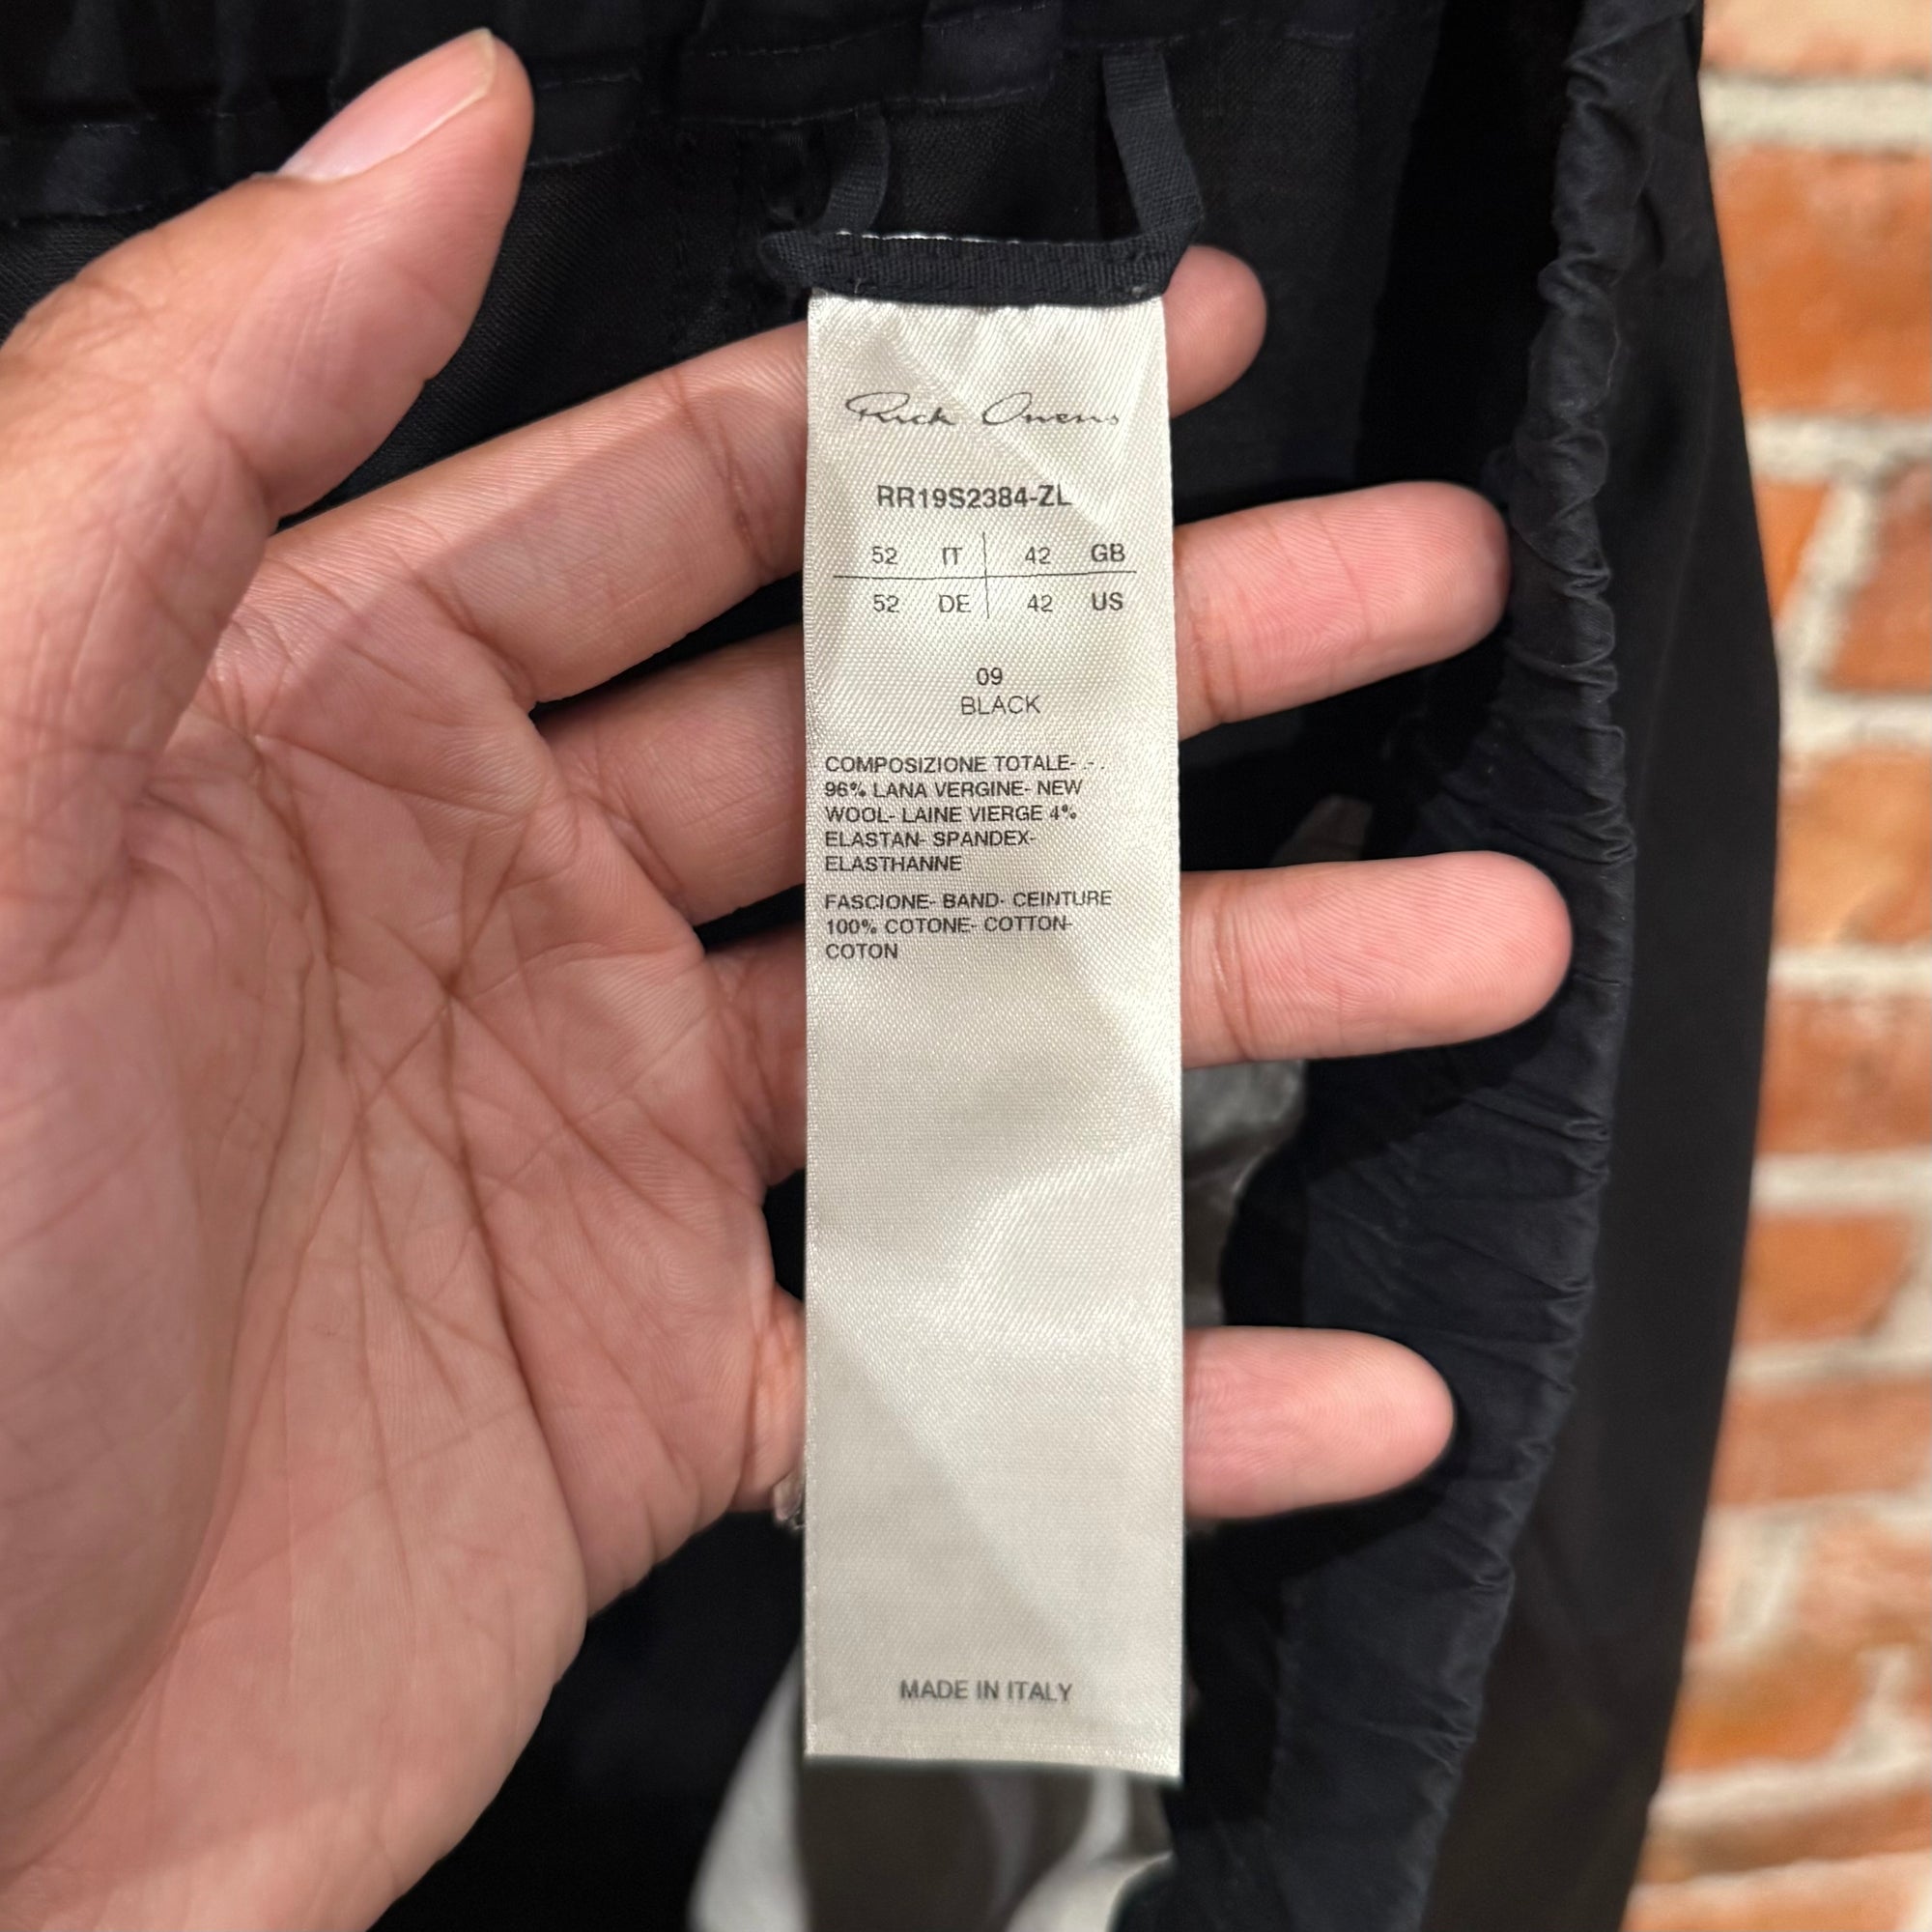 Rick Owens
RR19S2384-ZL
52 IT 42 GB
52 DE 42 US
09
BLACK
COMPOSIZIONE TOTALE- .- .
96% LANA VERGINE- NEW
WOOL- LAINE VIERGE 4%
ELASTAN- SPANDEX-
ELASTHANNE
FASCIONE- BAND- CEINTURE
100% COTONE- COTTON-
COTON
MADE IN ITALY